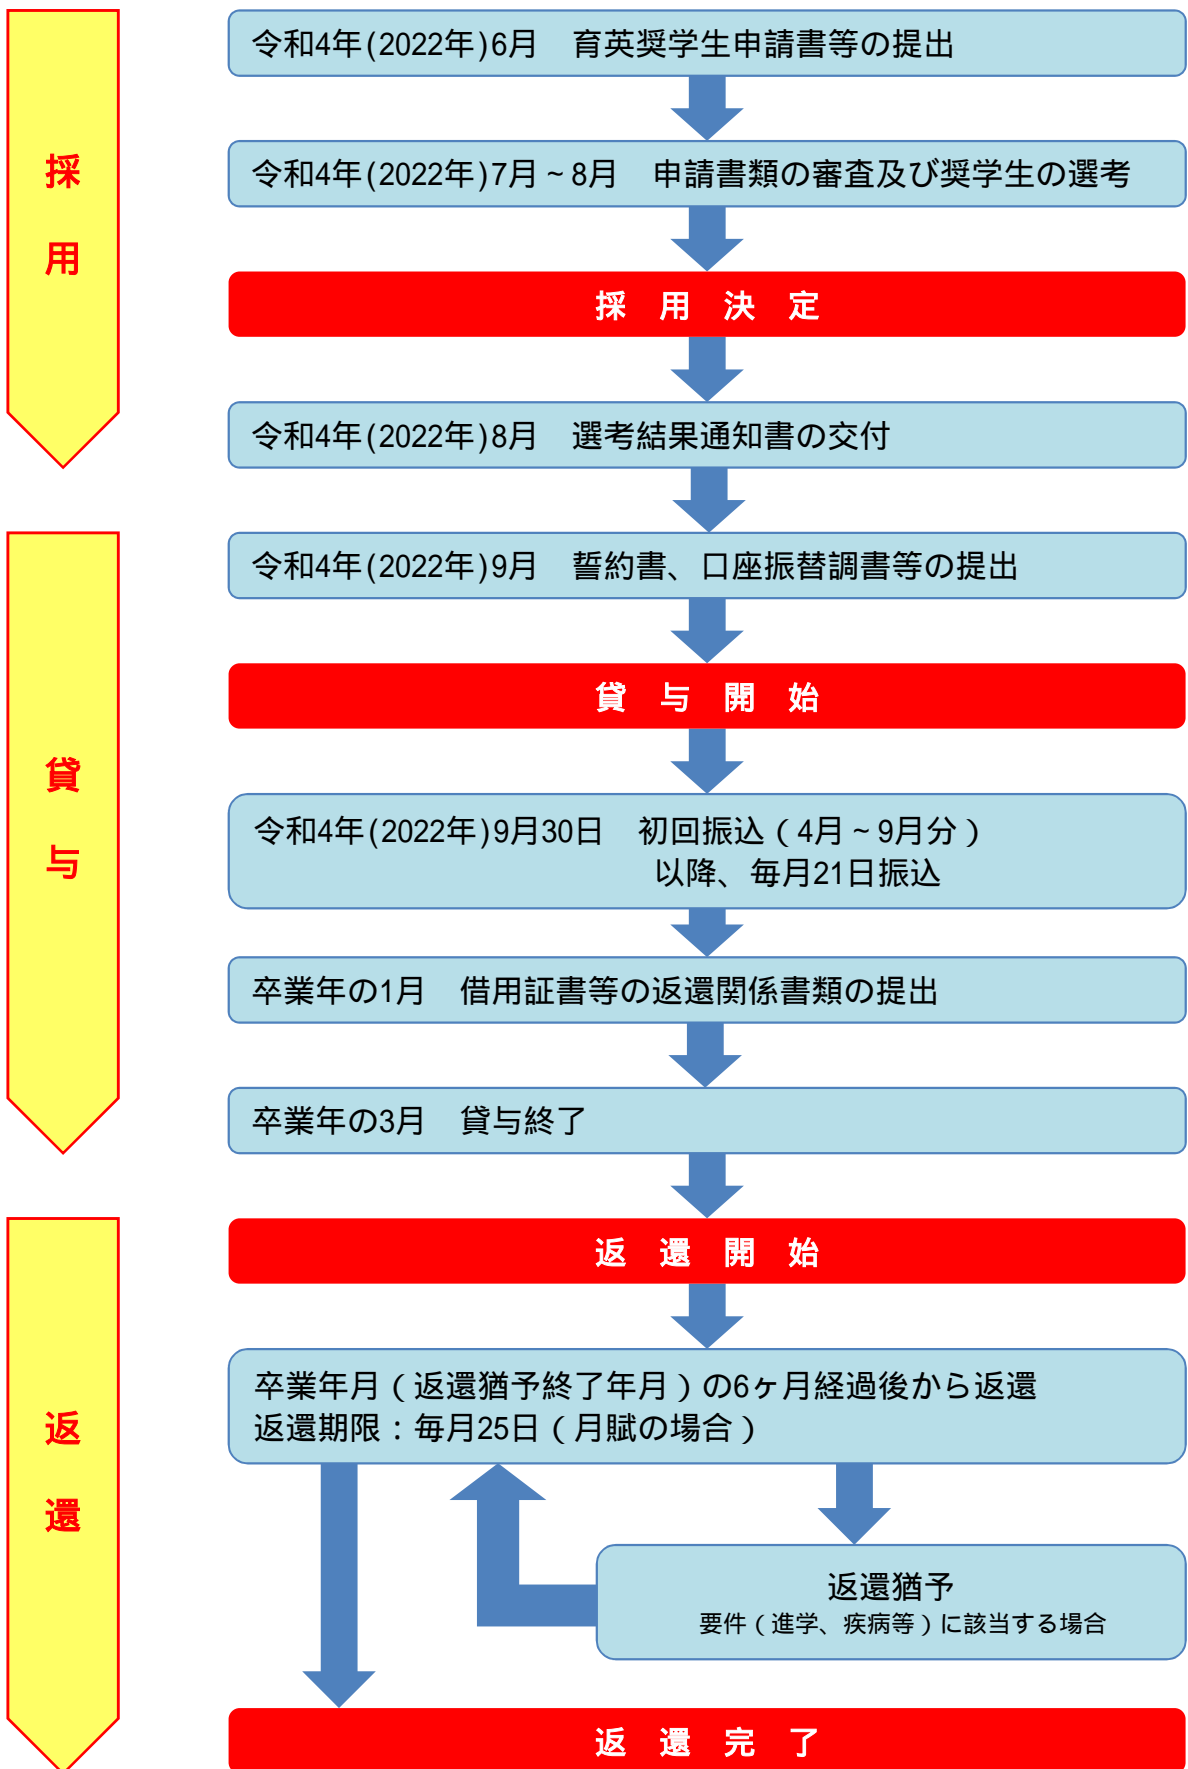 採用
令和4年(2022年)6月　育英奨学生申請書等の提出
令和4年(2022年)7月～8月　申請書類の審査及び奨学生の選考
採　用　決　定
令和4年(2022年)8月　選考結果通知書の交付
貸与
令和4年(2022年)9月　誓約書、口座振替調書等の提出
貸　与　開　始
令和4年(2022年)9月30日　初回振込（4月～9月分）
以降、毎月21日振込
卒業年の1月　借用証書等の返還関係書類の提出
卒業年の3月　貸与終了
返還
返　還　開　始
卒業年月（返還猶予終了年月）の6ヶ月経過後から返還
返還期限：毎月25日（月賦の場合）
返還猶予
要件（進学、疾病等）に該当する場合
返　還　完　了